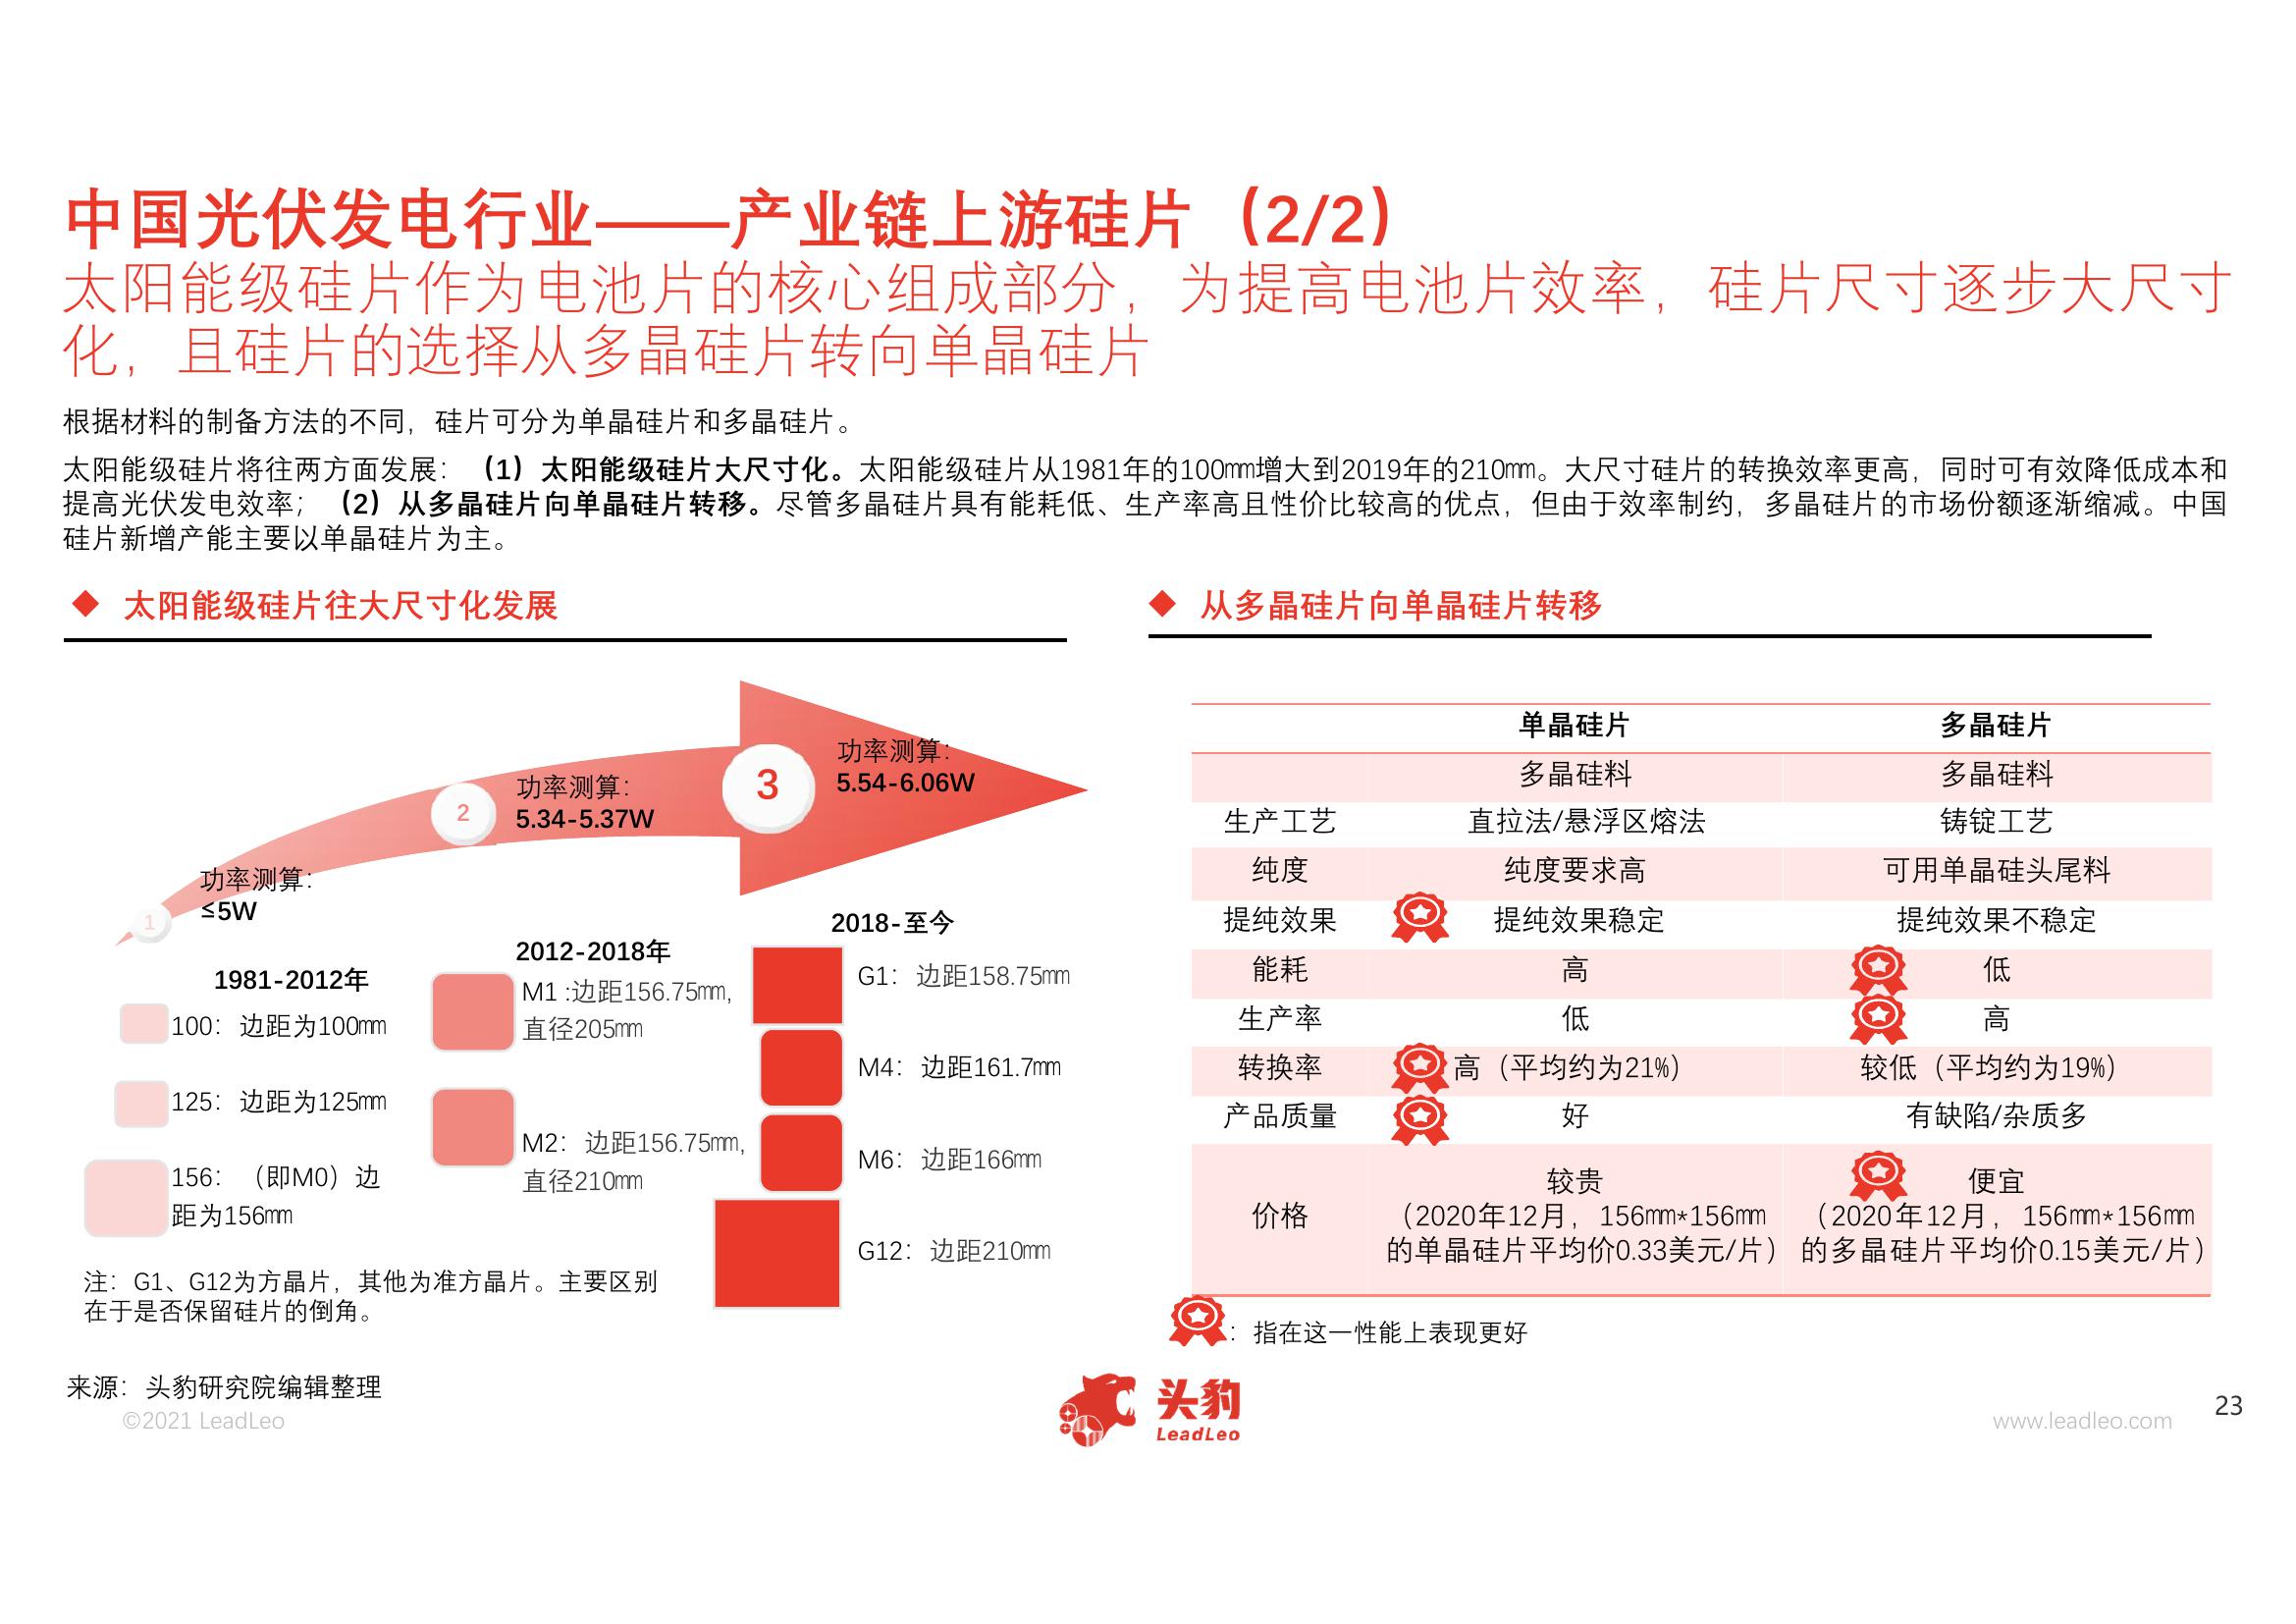 中国光伏发电行业——产业链上游硅片（2/2）
太阳能级硅片作为电池片的核心组成部分，为提高电池片效率，硅片尺寸逐步大尺寸
化，且硅片的选择从多晶硅片转向单晶硅片
根据材料的制备方法的不同，硅片可分为单晶硅片和多晶硅片。
太阳能级硅片将往两方面发展：（1）太阳能级硅片大尺寸化。太阳能级硅片从1981年的100㎜增大到2019年的210㎜。大尺寸硅片的转换效率更高，同时可有效降低成本和
提高光伏发电效率；（2）从多晶硅片向单晶硅片转移。尽管多晶硅片具有能耗低、生产率高且性价比较高的优点，但由于效率制约，多晶硅片的市场份额逐渐缩减。中国
硅片新增产能主要以单晶硅片为主。
◆ 太阳能级硅片往大尺寸化发展
1
功率测算：
≤5W
2
功率测算：
5.34-5.37W
3
功率测算：
5.54-6.06W
1981-2012年
100：边距为100㎜
125：边距为125㎜
156：（即M0）边
距为156㎜
2012-2018年
M1 :边距156.75㎜,
直径205㎜
M2：边距156.75㎜,
直径210㎜
2018-至今
G1：边距158.75㎜
M4：边距161.7㎜
M6：边距166㎜
G12：边距210㎜
注：G1、G12为方晶片，其他为准方晶片。主要区别
在于是否保留硅片的倒角。
◆ 从多晶硅片向单晶硅片转移
单晶硅片 多晶硅片
多晶硅料 多晶硅料
生产工艺 直拉法/悬浮区熔法 铸锭工艺
纯度 纯度要求高 可用单晶硅头尾料
提纯效果 提纯效果稳定 提纯效果不稳定
能耗 高 低
生产率 低 高
转换率 高（平均约为21%） 较低（平均约为19%）
产品质量 好 有缺陷/杂质多
价格 较贵 便宜
（2020年12月，156㎜*156㎜ （2020年12月，156㎜*156㎜
的单晶硅片平均价0.33美元/片） 的多晶硅片平均价0.15美元/片）
：指在这一性能上表现更好
来源：头豹研究院编辑整理
©2021 LeadLeo
头豹
LeadLeo
www.leadleo.com
23